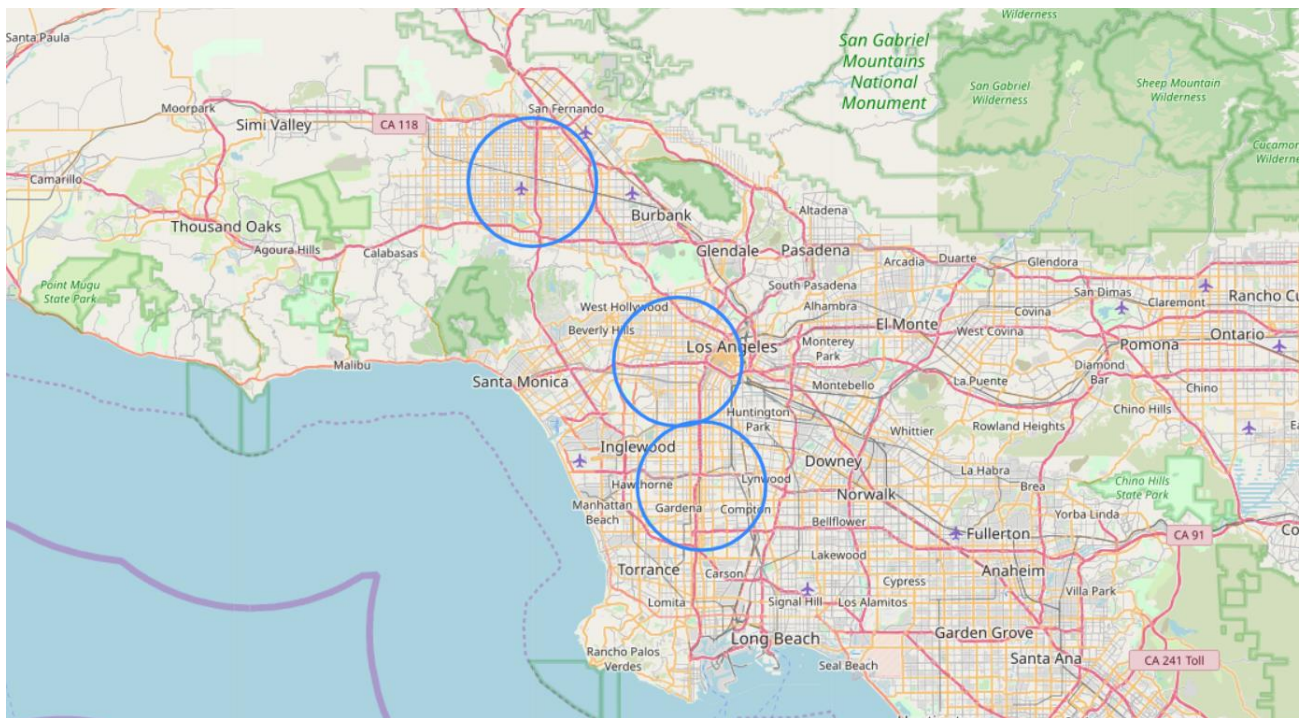 Santa Paula
Wilderness
San Gabriel
Mountains
National
Monument
San Gabriel
Wilderness
Sheep Mountain
Wilderness
Moorpark
Simi Valley
CA 118
San Fernando
Camarillo
Thousand Oaks
Agoura Hills
Calabasas
Burbank
Altadena
Glendale
Pasadena
Arcadia
Duarte
Glendora
Point Mugu
State Park
South Pasadena
San Dimas
Claremont
Rancho Cu
West Hollywood
Alhambra
Beverly Hills
El Monte
West Covina
Covina
Ontario
Los Angeles
Monterey
Park
Pomona
Malibu
Santa Monica
Montebello
La Puente
Diamond
Bar
Chino
Huntington
Park
Whittier
Rowland Heights
Chino Hills
Inglewood
Downey
La Habra
Brea
Chino Hills
State Park
Hawthorne
Lynwood
Norwalk
Manhattan
Beach
Gardena
Compton
Bellflower
Yorba Linda
Fullerton
CA 91
Co
Lakewood
Torrance
Carson
Cypress
Anaheim
Villa Park
Lomita
Signal Hill
Los Alamitos
Long Beach
Garden Grove
Rancho Palos
Verdes
Seal Beach
Santa Ana
CA 241 Toll